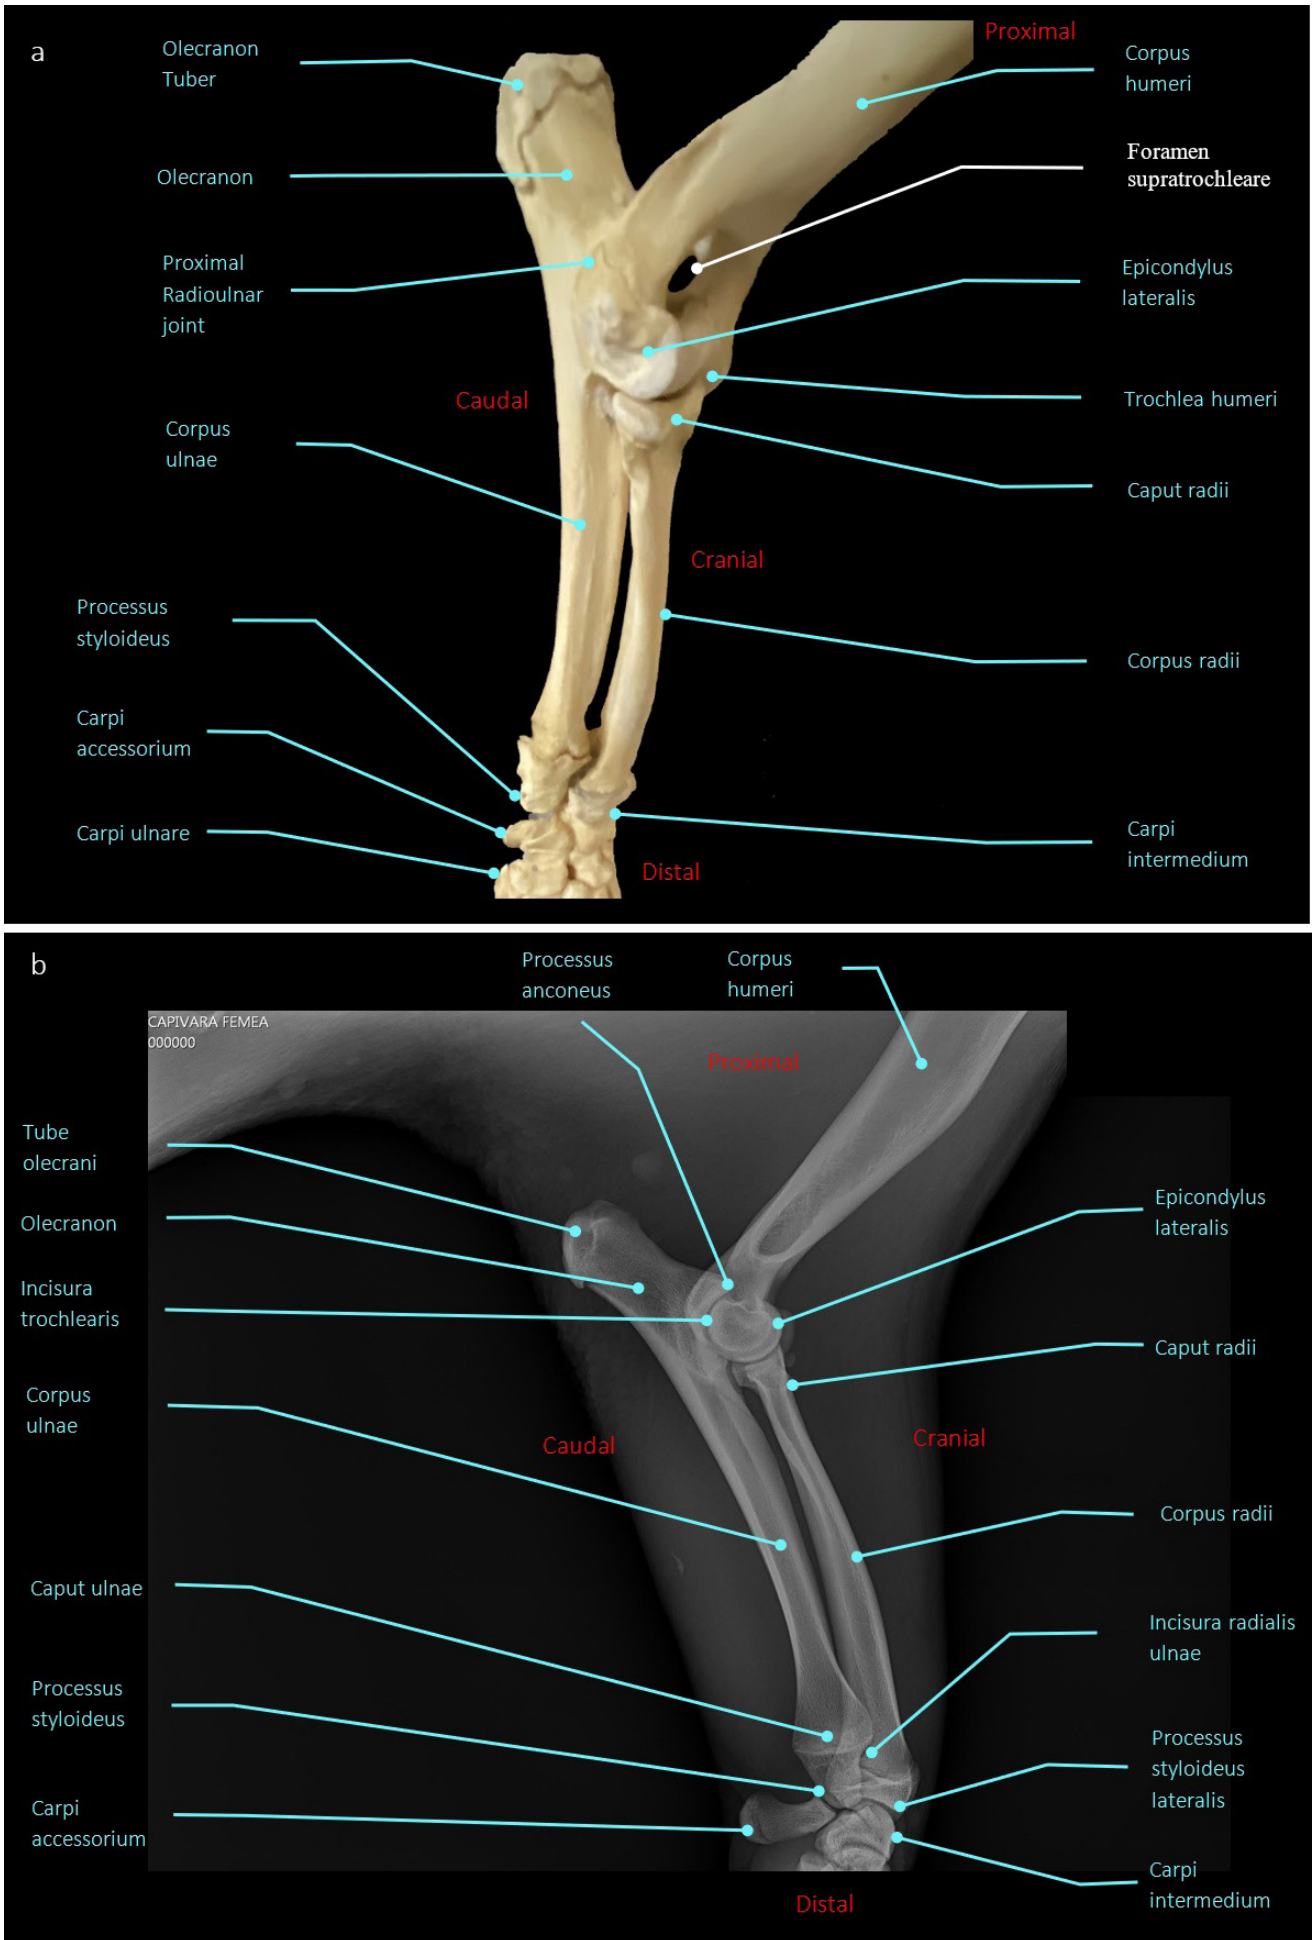 a
Proximal
Olecranon
Tuber
Corpus
humeri
Foramen
supratrochleare
Olecranon
Proximal
Radioulnar
joint
Epicondylus
lateralis
Caudal
Trochlea humeri
Corpus
ulnae
Caput radii
Cranial
Processus
styloideus
Corpus radii
Carpi
accessorium
Carpi ulnare
Carpi
intermedium
Distal
b
Processus
anconeus
Corpus
humeri
CAPIVARA FEMEA
000000
Proximal
Tube
olecrani
Olecranon
Epicondylus
lateralis
Incisura
trochlearis
Caput radii
Corpus
ulnae
Caudal
Cranial
Corpus radii
Caput ulnae
Incisura radialis
ulnae
Processus
styloideus
Processus
styloideus
lateralis
Carpi
accessorium
Carpi
intermedium
Distal